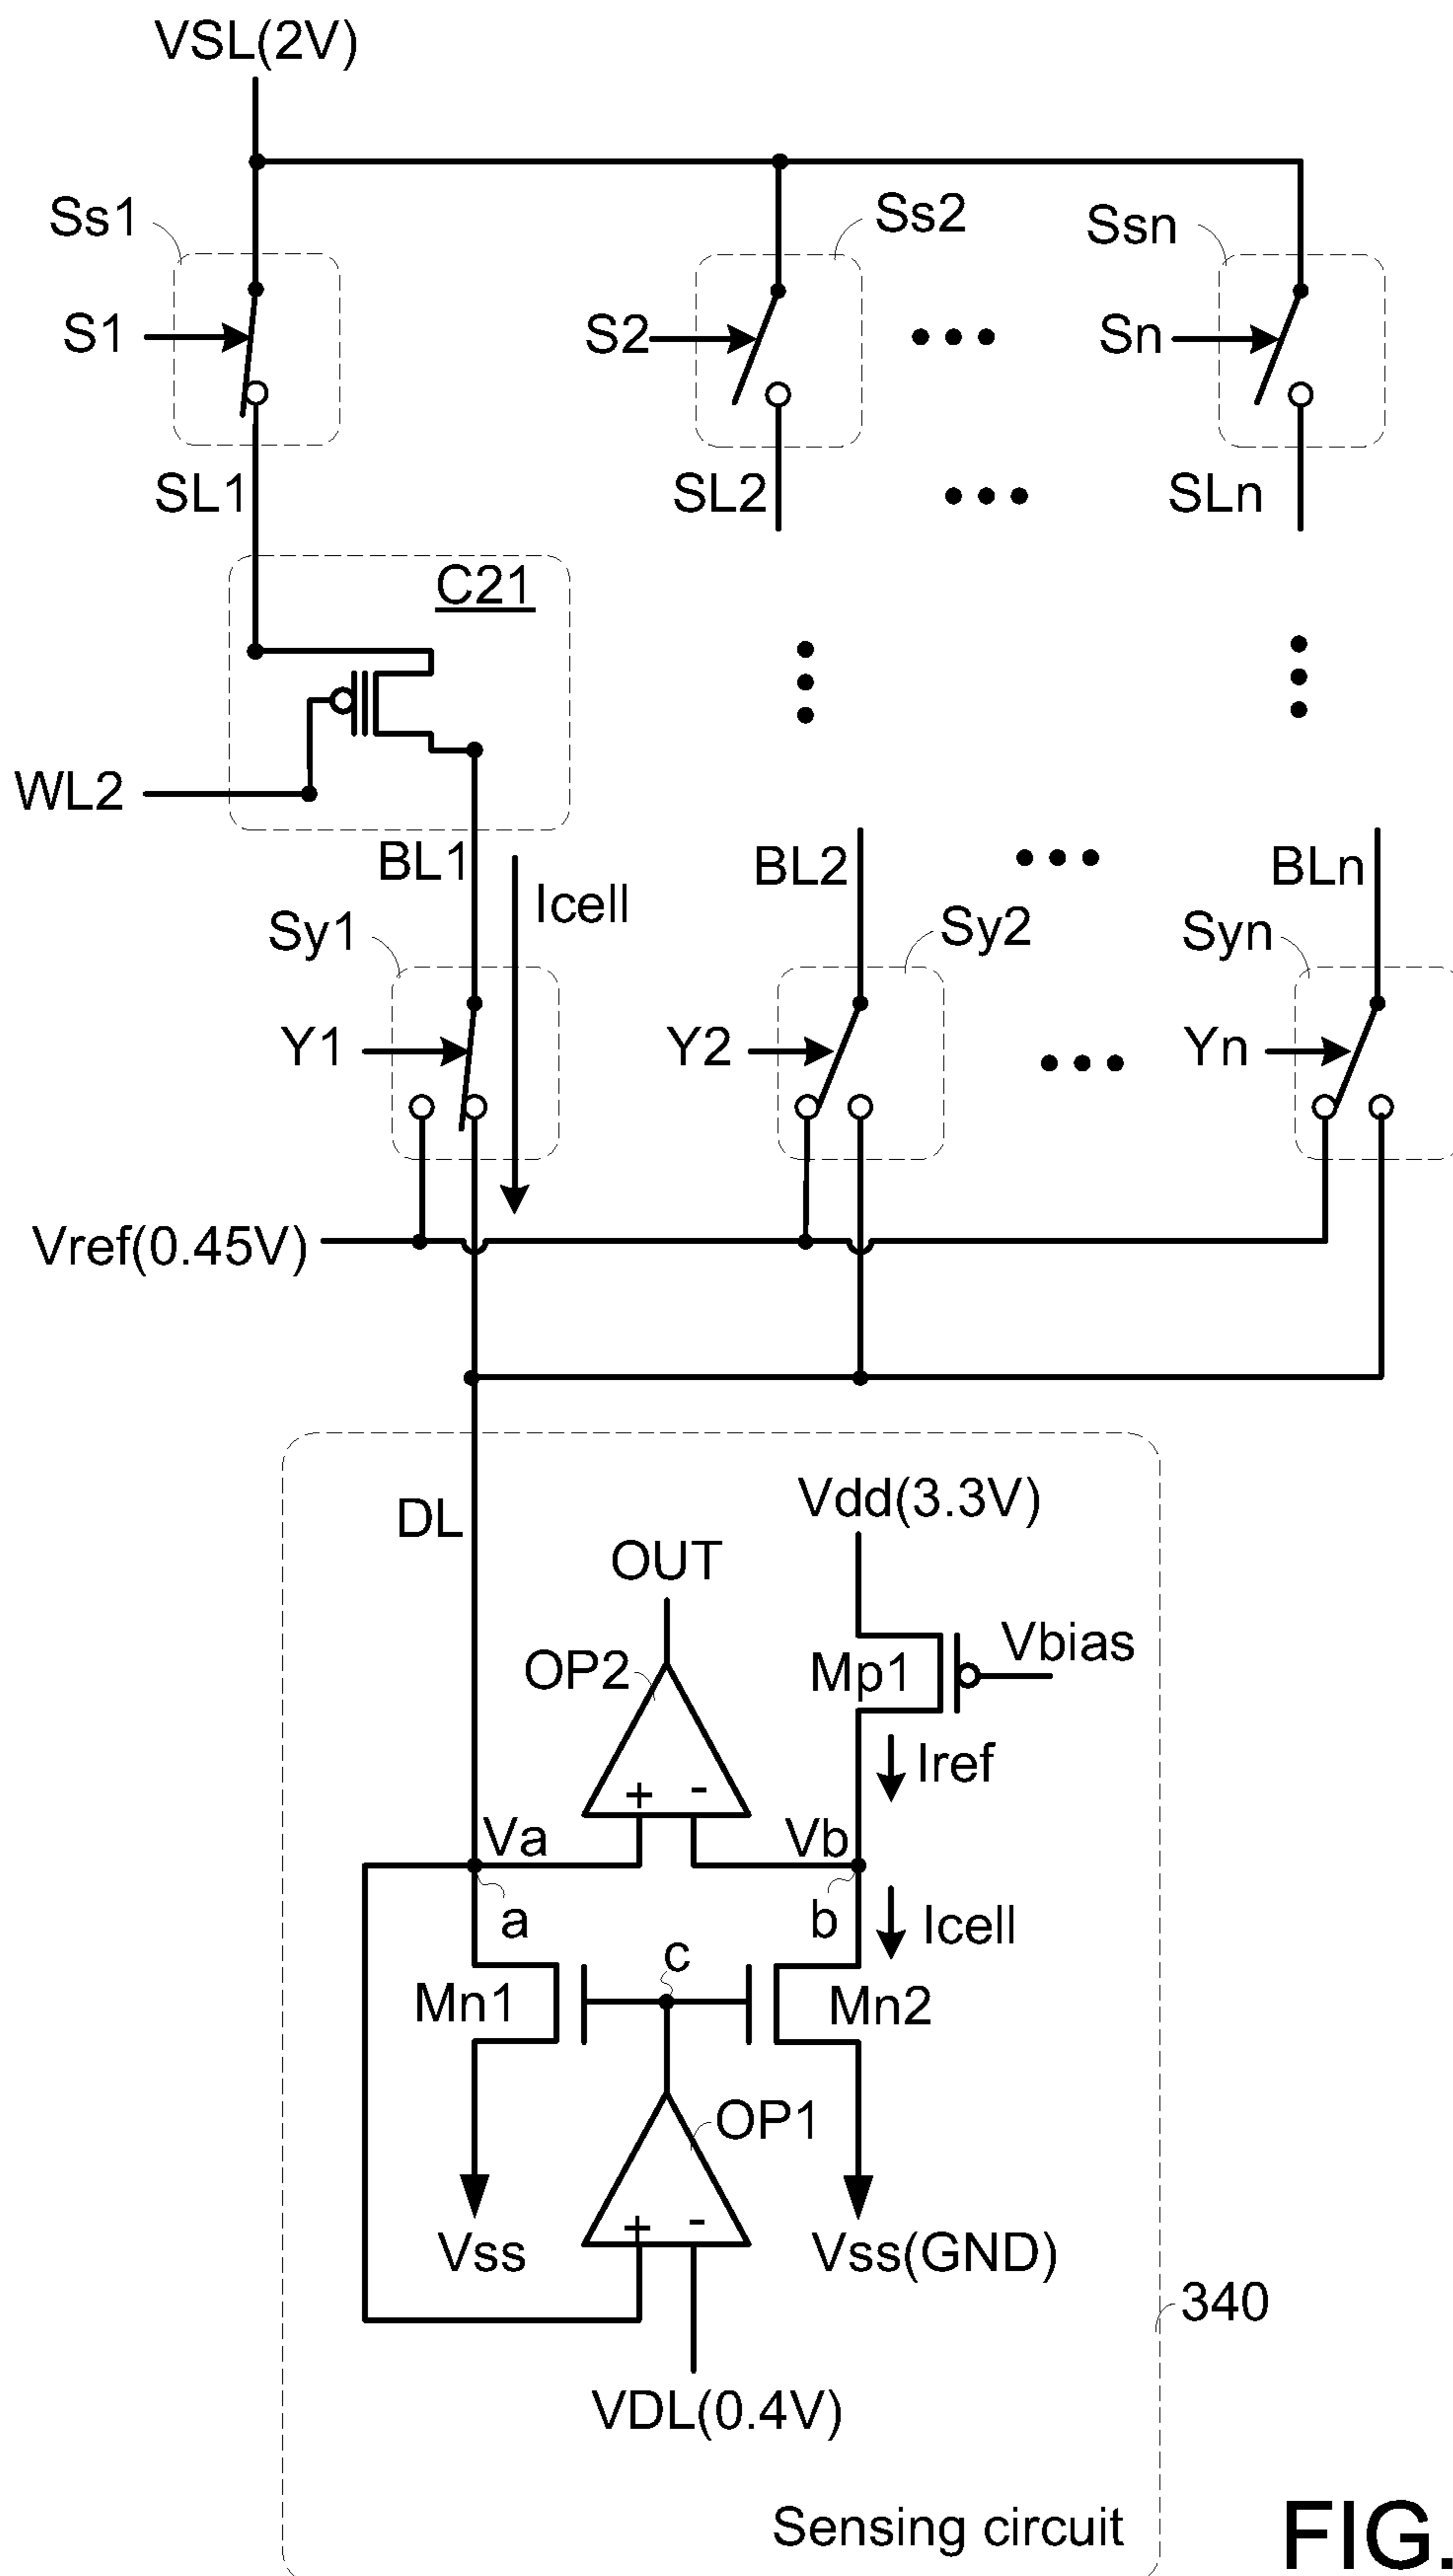 VSL(2V)
Ss1
Ss2
Ssn
S1
S2
Sn
SL1
SL2
SLn
C21
WL2
BL1
BL2
BLn
Icell
Sy1
Sy2
Syn
Y1
Y2
Yn
Vref(0.45V)
DL
Vdd(3.3V)
OUT
Vbias
OP2
Mp1
Iref
+ -
Va
Vb
a
b
Icell
c
Mn1
Mn2
OP1
+ -
Vss
Vss(GND)
340
VDL(0.4V)
Sensing circuit
FIG.